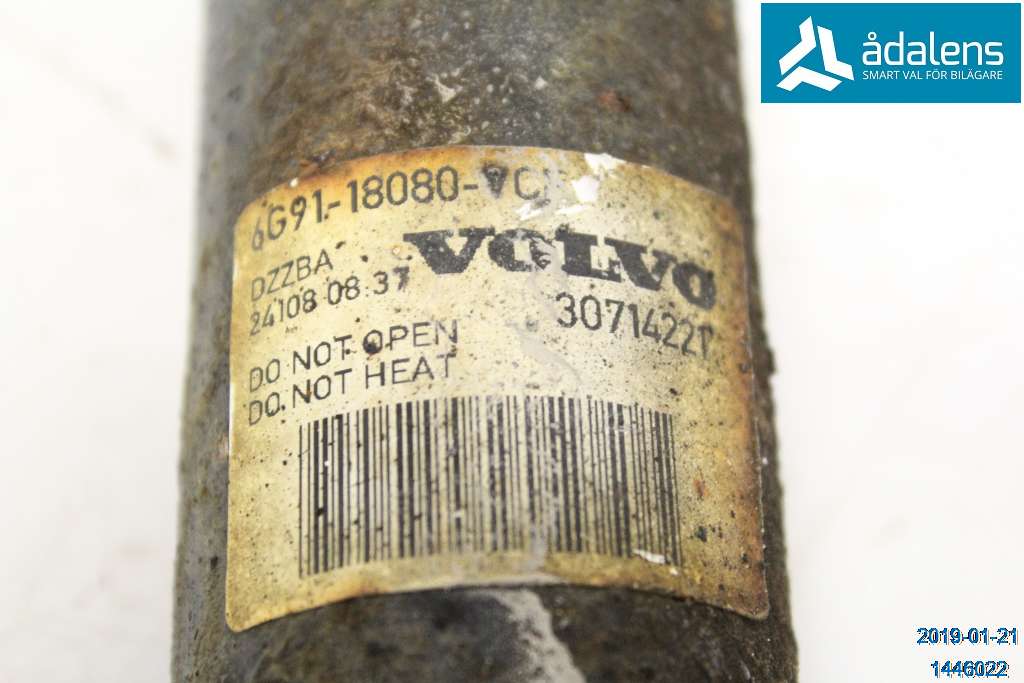 ådalens
SMART VAL FÖR BILÄGARE
6G91-18080-
VOLVO
DZZBA
24108 08:37
30714221
DO NOT OPEN
DO NOT HEAT
2019-01-21
1446022